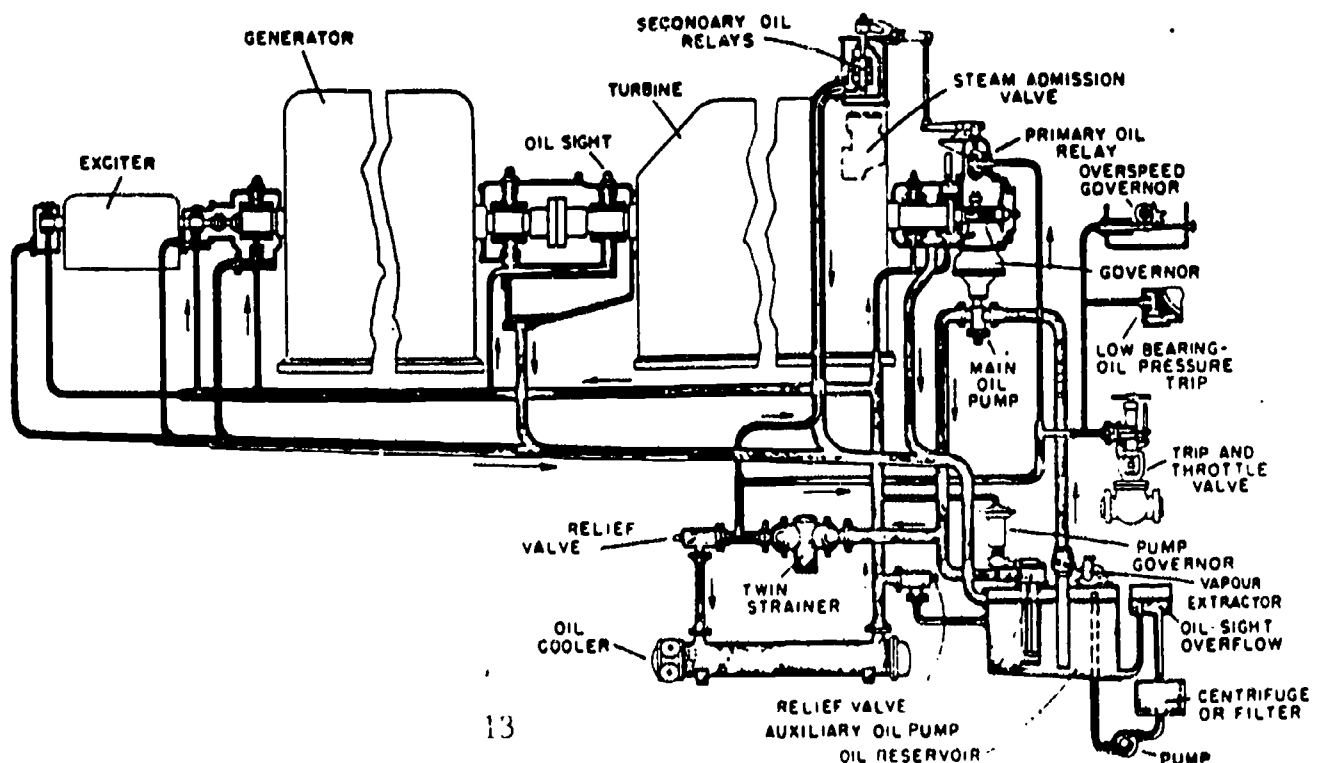 SECONDARY OIL
RELAYS
GENERATOR
STEAM ADMISSION
VALVE
TURBINE
OIL SIGHT
PRIMARY OIL
RELAY
EXCITER
OVERSPEED
GOVERNOR
GOVERNOR
LOW BEARING-
OIL PRESSURE
TRIP
MAIN
OIL
PUMP
TRIP AND
THROTTLE
VALVE
RELIEF
VALVE
PUMP
GOVERNOR
TWIN
STRAINER
VAPOUR
EXTRACTOR
OIL-SIGHT
OVERFLOW
OIL
COOLER
CENTRIFUGE
OR FILTER
RELIEF VALVE
AUXILIARY OIL PUMP
OIL RESERVOIR
PUMP
13